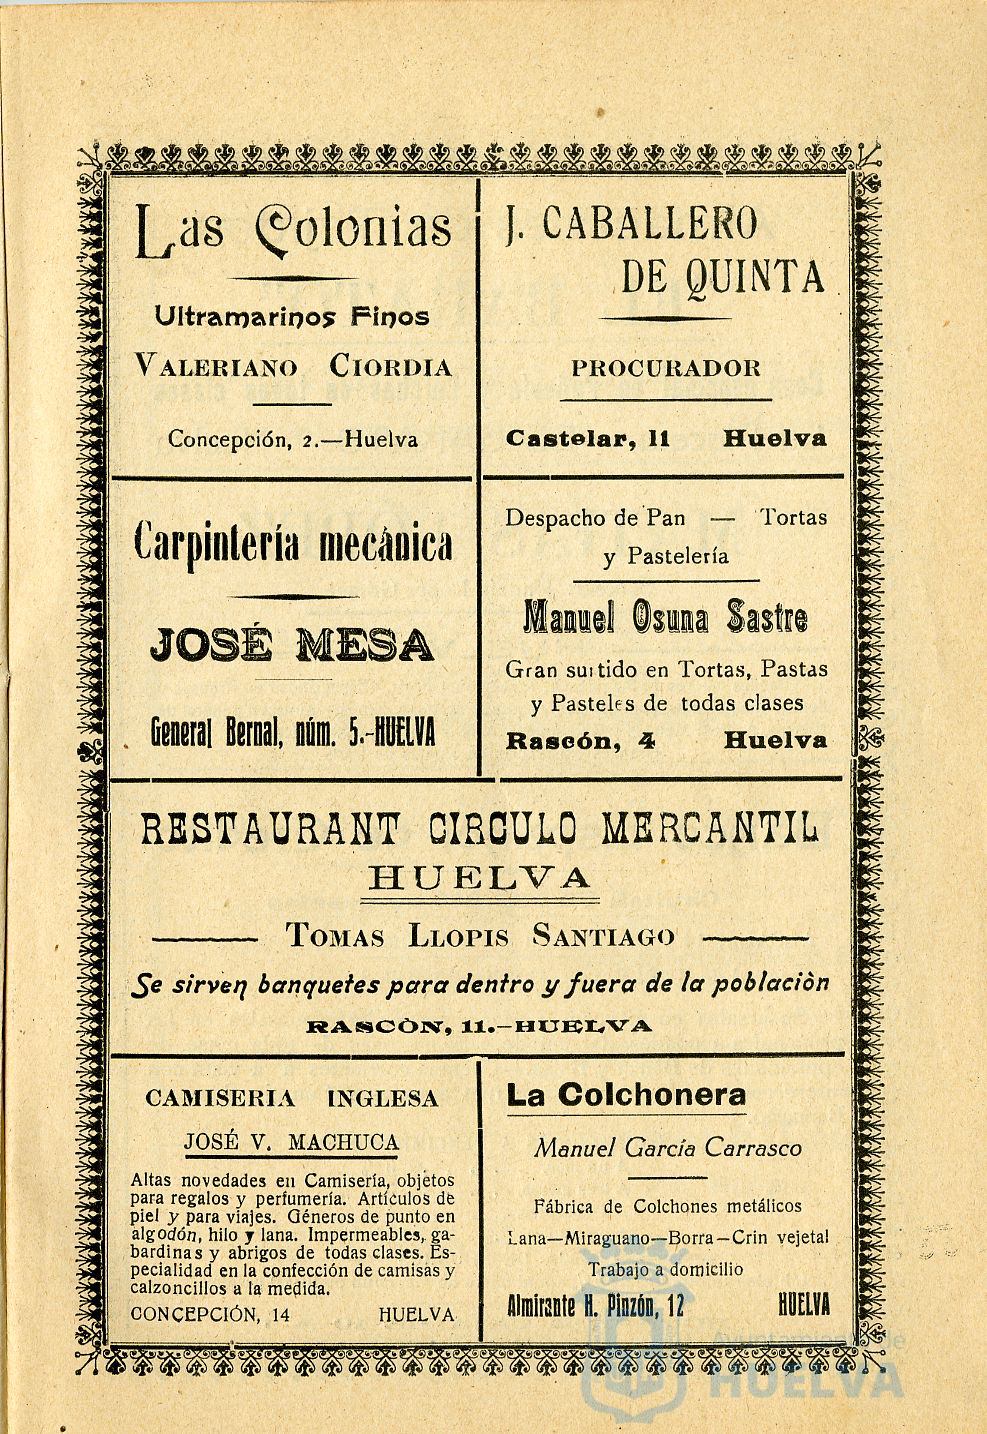 Las Colonias
Ultramarinos Finos
VALERIANO CIORDIA
Concepción, 2.—Huelva
J. CABALLERO
DE QUINTA
PROCURADOR
Castelar, 11 Huelva
Carpintería mecánica
JOSÉ MESA
General Bernal, núm. 5.-HUELVA
Despacho de Pan — Tortas
y Pastelería
Manuel Osuna Sastre
Gran surtido en Tortas, Pastas
y Pasteles de todas clases
Rascón, 4 Huelva
RESTAURANT CIRCULO MERCANTIL
HUELVA
TOMAS LLOPIS SANTIAGO
Se sirven banquetes para dentro y fuera de la poblaciòn
RASCÒN, 11.-HUELVA
CAMISERIA INGLESA
JOSÉ V. MACHUCA
Altas novedades en Camisería, objetos
para regalos y perfumería. Artículos de
piel y para viajes. Géneros de punto en
algodón, hilo y lana. Impermeables, ga-
bardinas y abrigos de todas clases. Es-
pecialidad en la confección de camisas y
calzoncillos a la medida.
CONCEPCIÓN, 14 HUELVA
La Colchonera
Manuel García Carrasco
Fábrica de Colchones metálicos
Lana—Miraguano—Borra—Crin vejetal
Trabajo a domicilio
Almirante H. Pinzón, 12 HUELVA
Ayuntamiento de
HUELVA